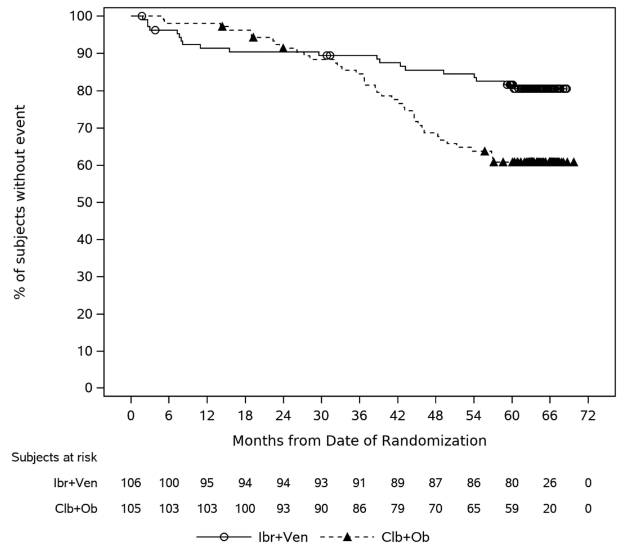 % of subjects without event
100
90
80
70
60
50
40
30
20
10
0
0 6 12 18 24 30 36 42 48 54 60 66 72
Months from Date of Randomization
Subjects at risk
Ibr+Ven 106 100 95 94 94 93 91 89 87 86 80 26 0
Clb+Ob 105 103 103 100 93 90 86 79 70 65 59 20 0
Ibr+Ven Clb+Ob